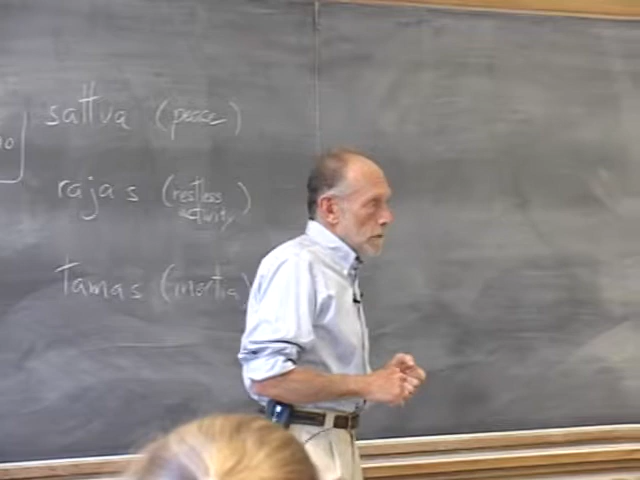 sattva (peace)
rajas (restless
activity)
Tamas (inertia)